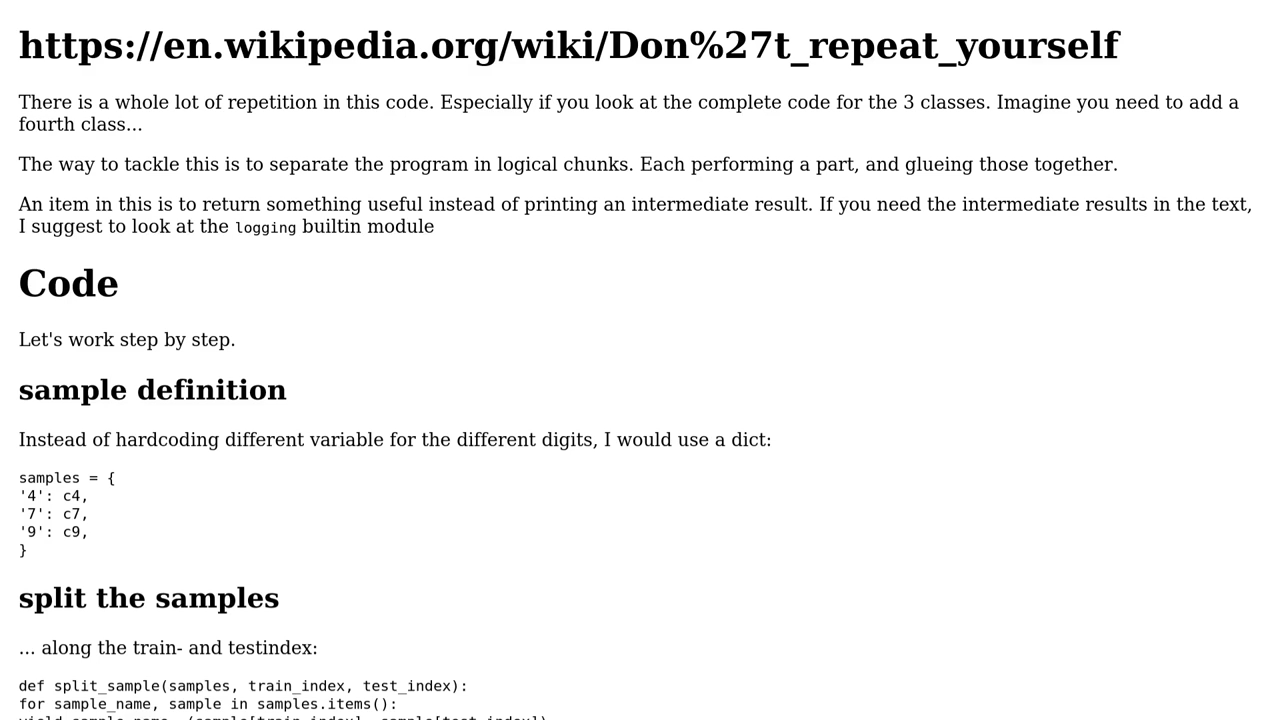 https://en.wikipedia.org/wiki/Don%27t_repeat_yourself
There is a whole lot of repetition in this code. Especially if you look at the complete code for the 3 classes. Imagine you need to add a
fourth class...
The way to tackle this is to separate the program in logical chunks. Each performing a part, and glueing those together.
An item in this is to return something useful instead of printing an intermediate result. If you need the intermediate results in the text,
I suggest to look at the logging builtin module
Code
Let's work step by step.
sample definition
Instead of hardcoding different variable for the different digits, I would use a dict:
samples = {
'4': c4,
'7': c7,
'9': c9,
}
split the samples
... along the train- and testindex:
def split_sample(samples, train_index, test_index):
for sample_name, sample in samples.items():
yield sample_name, (sample[train_index], sample[test_index])